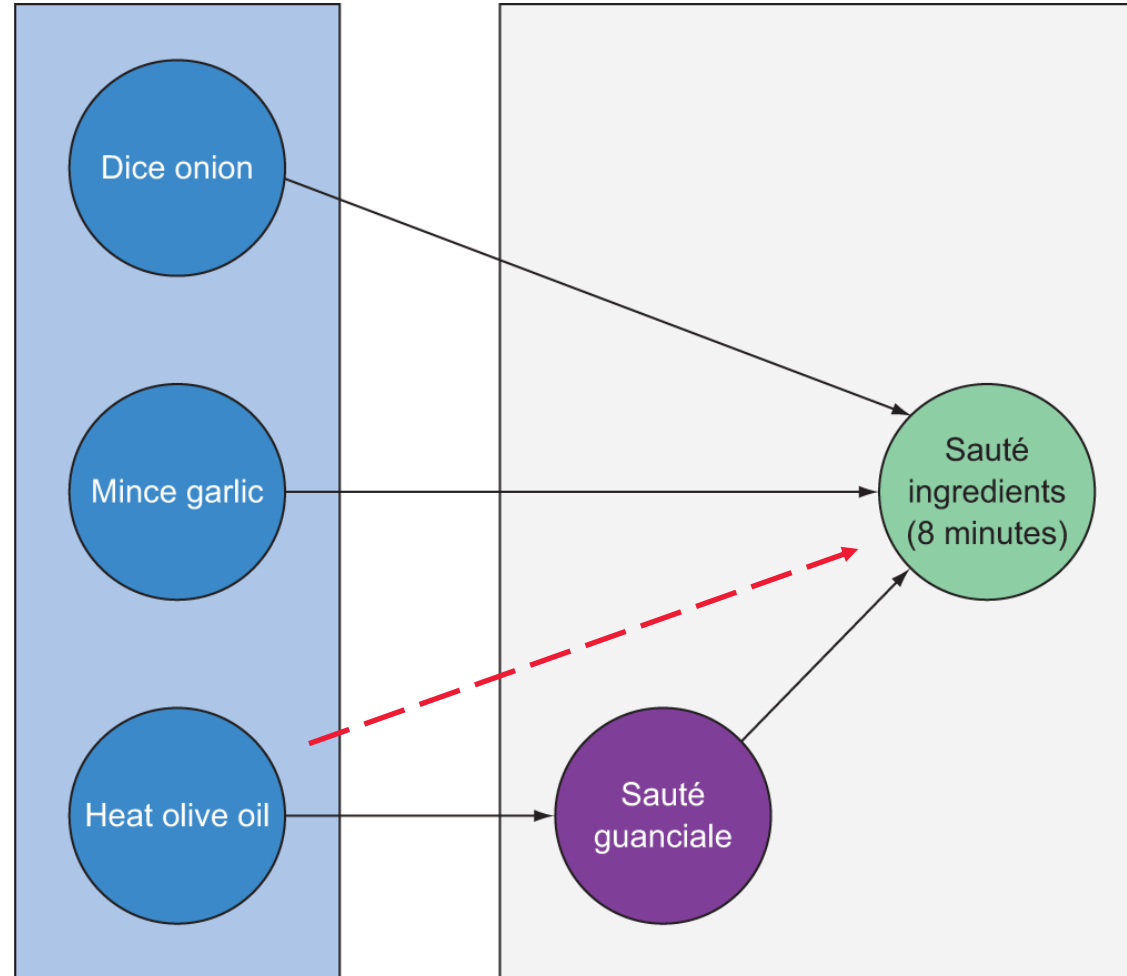 Dice onion
Mince garlic
Sauté
ingredients
(8 minutes)
Heat olive oil
Sauté
guanciale